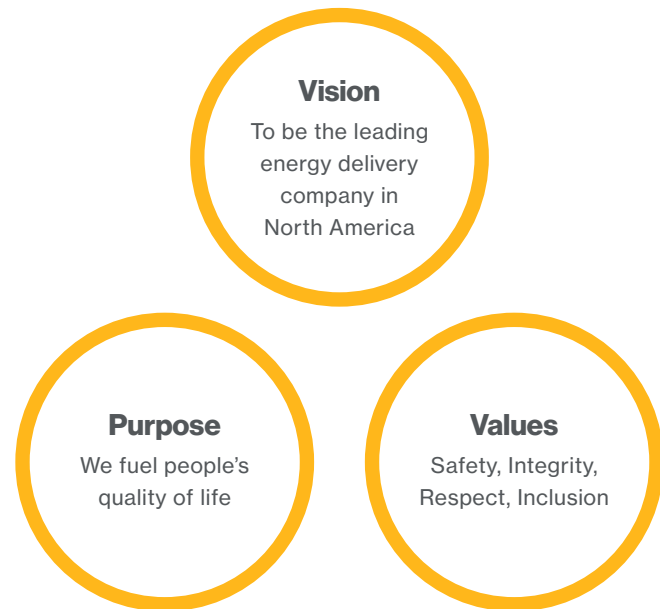 Vision
To be the leading
energy delivery
company in
North America
Purpose
We fuel people’s
quality of life
Values
Safety, Integrity,
Respect, Inclusion